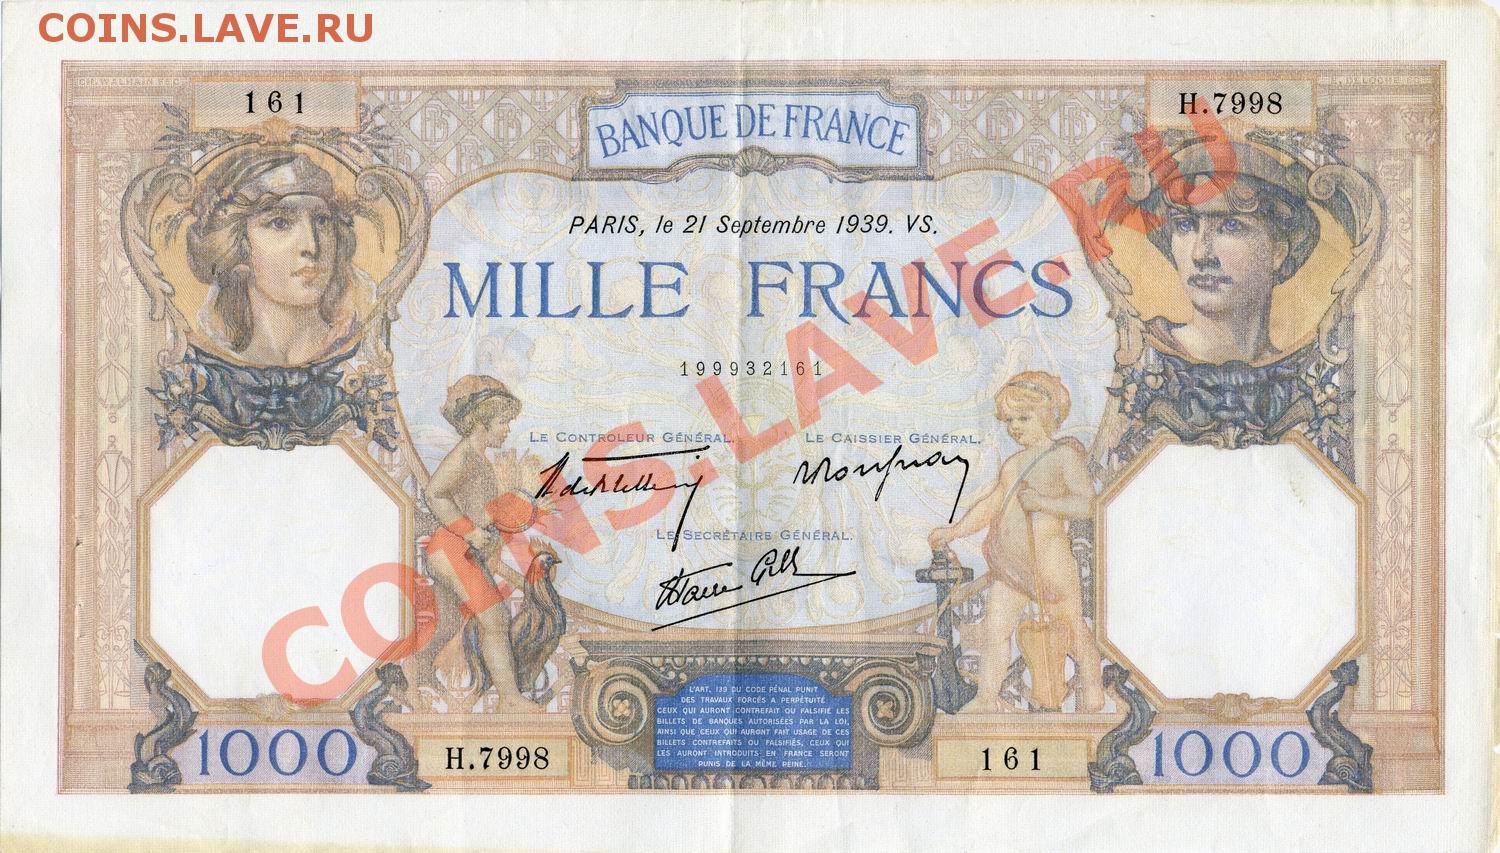 COINS.LAVE.RU
CH. WALHAIN FEC.
161
H.7998
BANQUE DE FRANCE
PARIS, le 21 Septembre 1939. VS.
MILLE FRANCS
199932161
LE CONTROLEUR GÉNÉRAL.
LE CAISSIER GÉNÉRAL.
LE SECRÉTAIRE GÉNÉRAL.
COINS.LAVE.RU
L'ART. 139 DU CODE PÉNAL PUNIT
DES TRAVAUX FORCÉS A PERPÉTUITÉ
CEUX QUI AURONT CONTREFAIT OU FALSIFIÉ LES
BILLETS DE BANQUES AUTORISÉES PAR LA LOI,
AINSI QUE CEUX QUI AURONT FAIT USAGE DE CES
BILLETS CONTREFAITS OU FALSIFIÉS, CEUX QUI
LES AURONT INTRODUITS EN FRANCE SERONT
PUNIS DE LA MÊME PEINE.
1000
H.7998
161
1000